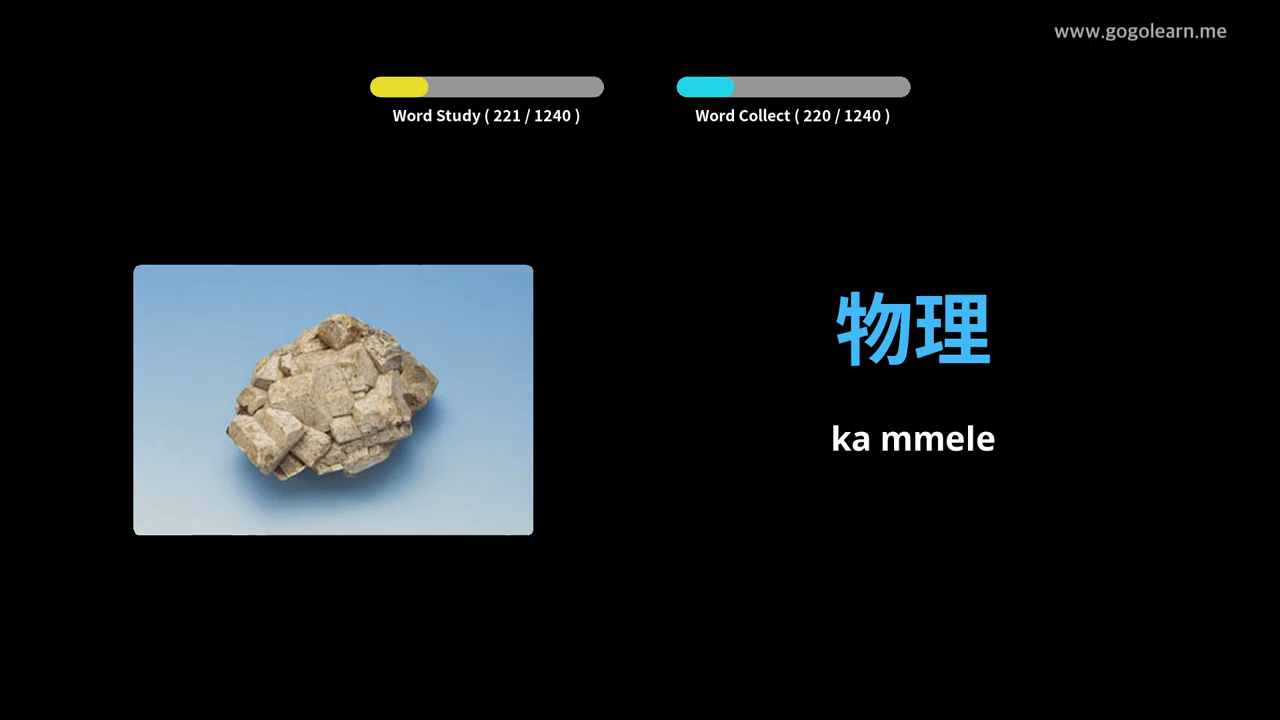 www.gogolearn.me
Word Study ( 221 / 1240 )
Word Collect ( 220 / 1240 )
物理
ka mmele